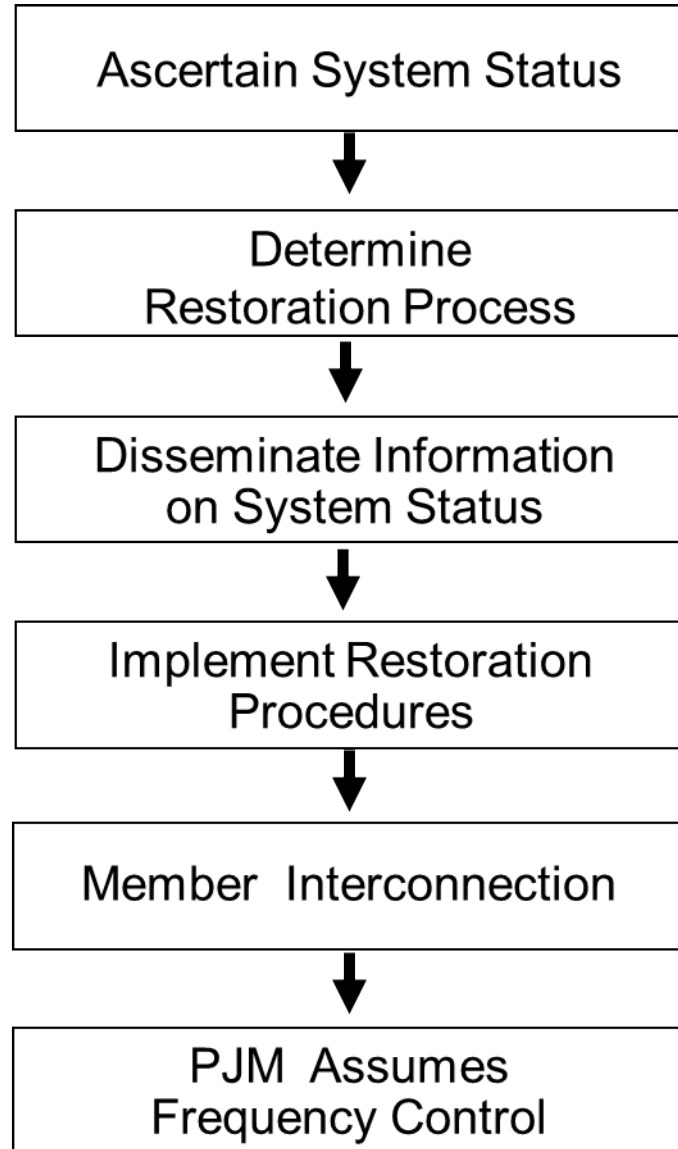 Ascertain System Status
Determine
Restoration Process
Disseminate Information
on System Status
Implement Restoration
Procedures
Member Interconnection
PJM Assumes
Frequency Control